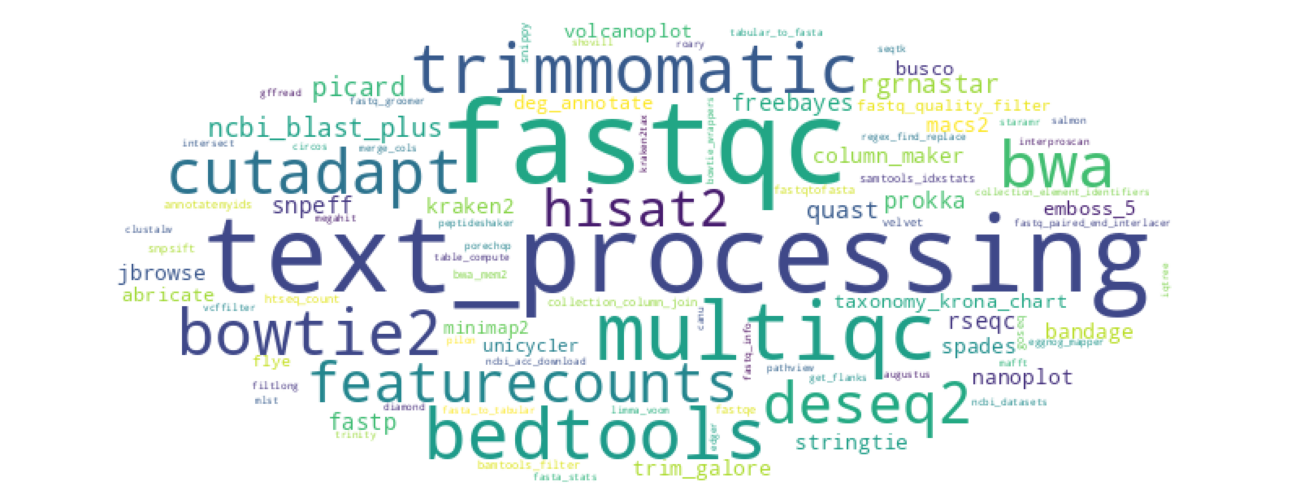 volcanoplot tabular_to_fasta
snippy shovill roary
trimmomatic seqtk
busco
gffread picard rgrnastar
fastq_groomer deg_annotate freebayes fastq_quality_filter
ncbi_blast_plus fastqc macs2 staramr salmon
kraken2tax bowtie_wrappers regex_find_replace
intersect circos merge_cols column_maker bwa interproscan
cutadapt samtools_idxstats
fastqtofasta collection_element_identifiers
annotatemyids snpeff kraken2 hisat2 quast prokka emboss_5
megahit peptideshaker velvet fastq_paired_end_interlacer
clustalw text_processing
snpsift porechop
table_compute
jbrowse bwa_mem2 iqtree
abricate htseq_count collection_column_join taxonomy_krona_chart
vcffilter bowtie2 minimap2 multiqc canu rseqc bandage
pilon unicycler fastq_info spades eggnog_mapper
flye ncbi_acc_download pathview mafft
filtlong featurecounts get_flanks augustus nanoplot
mlst deseq2 ncbi_datasets
diamond fasta_to_tabular limma_voom fastqe
fastp bedtools edger
trinity stringtie
bamtools_filter trim_galore
fasta_stats